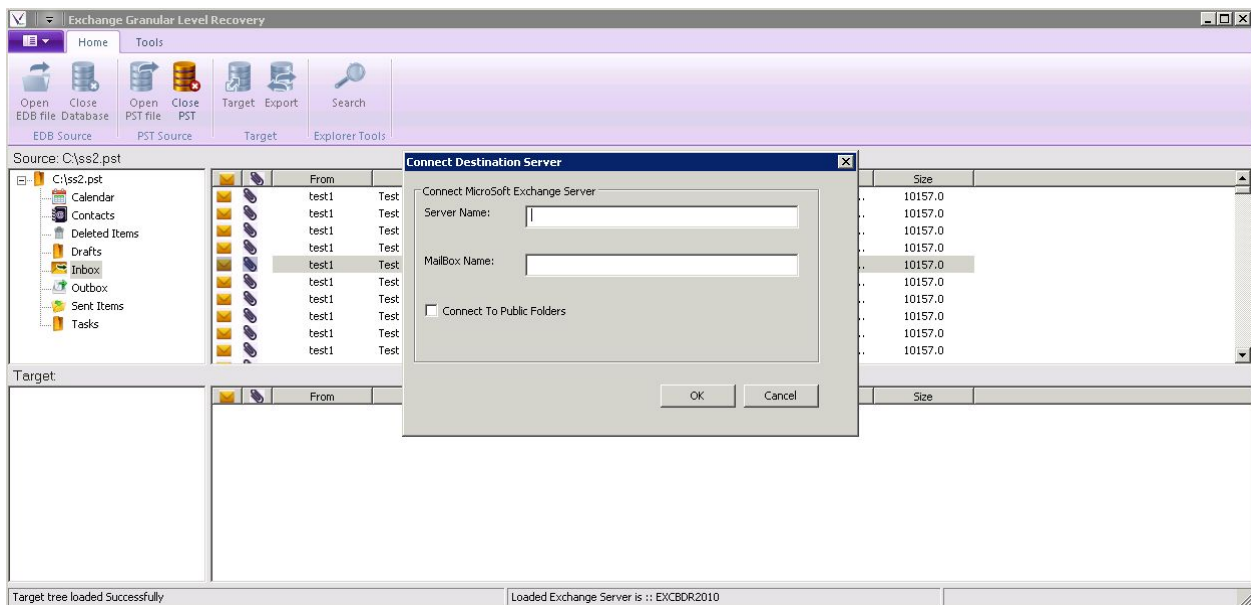 Exchange Granular Level Recovery
Home Tools
Open EDB file Close Database Open PST file Close PST Target Export Search
EDB Source PST Source Target Explorer Tools
Source: C:\ss2.pst
C:\ss2.pst
Calendar
Contacts
Deleted Items
Drafts
Inbox
Outbox
Sent Items
Tasks
From Size
test1 Test .. 10157.0
test1 Test .. 10157.0
test1 Test .. 10157.0
test1 Test .. 10157.0
test1 Test .. 10157.0
test1 Test .. 10157.0
test1 Test .. 10157.0
test1 Test .. 10157.0
test1 Test .. 10157.0
test1 Test .. 10157.0
Connect Destination Server
Connect MicroSoft Exchange Server
Server Name:
MailBox Name:
Connect To Public Folders
OK Cancel
Target:
From Size
Target tree loaded Successfully Loaded Exchange Server is :: EXCBDR2010